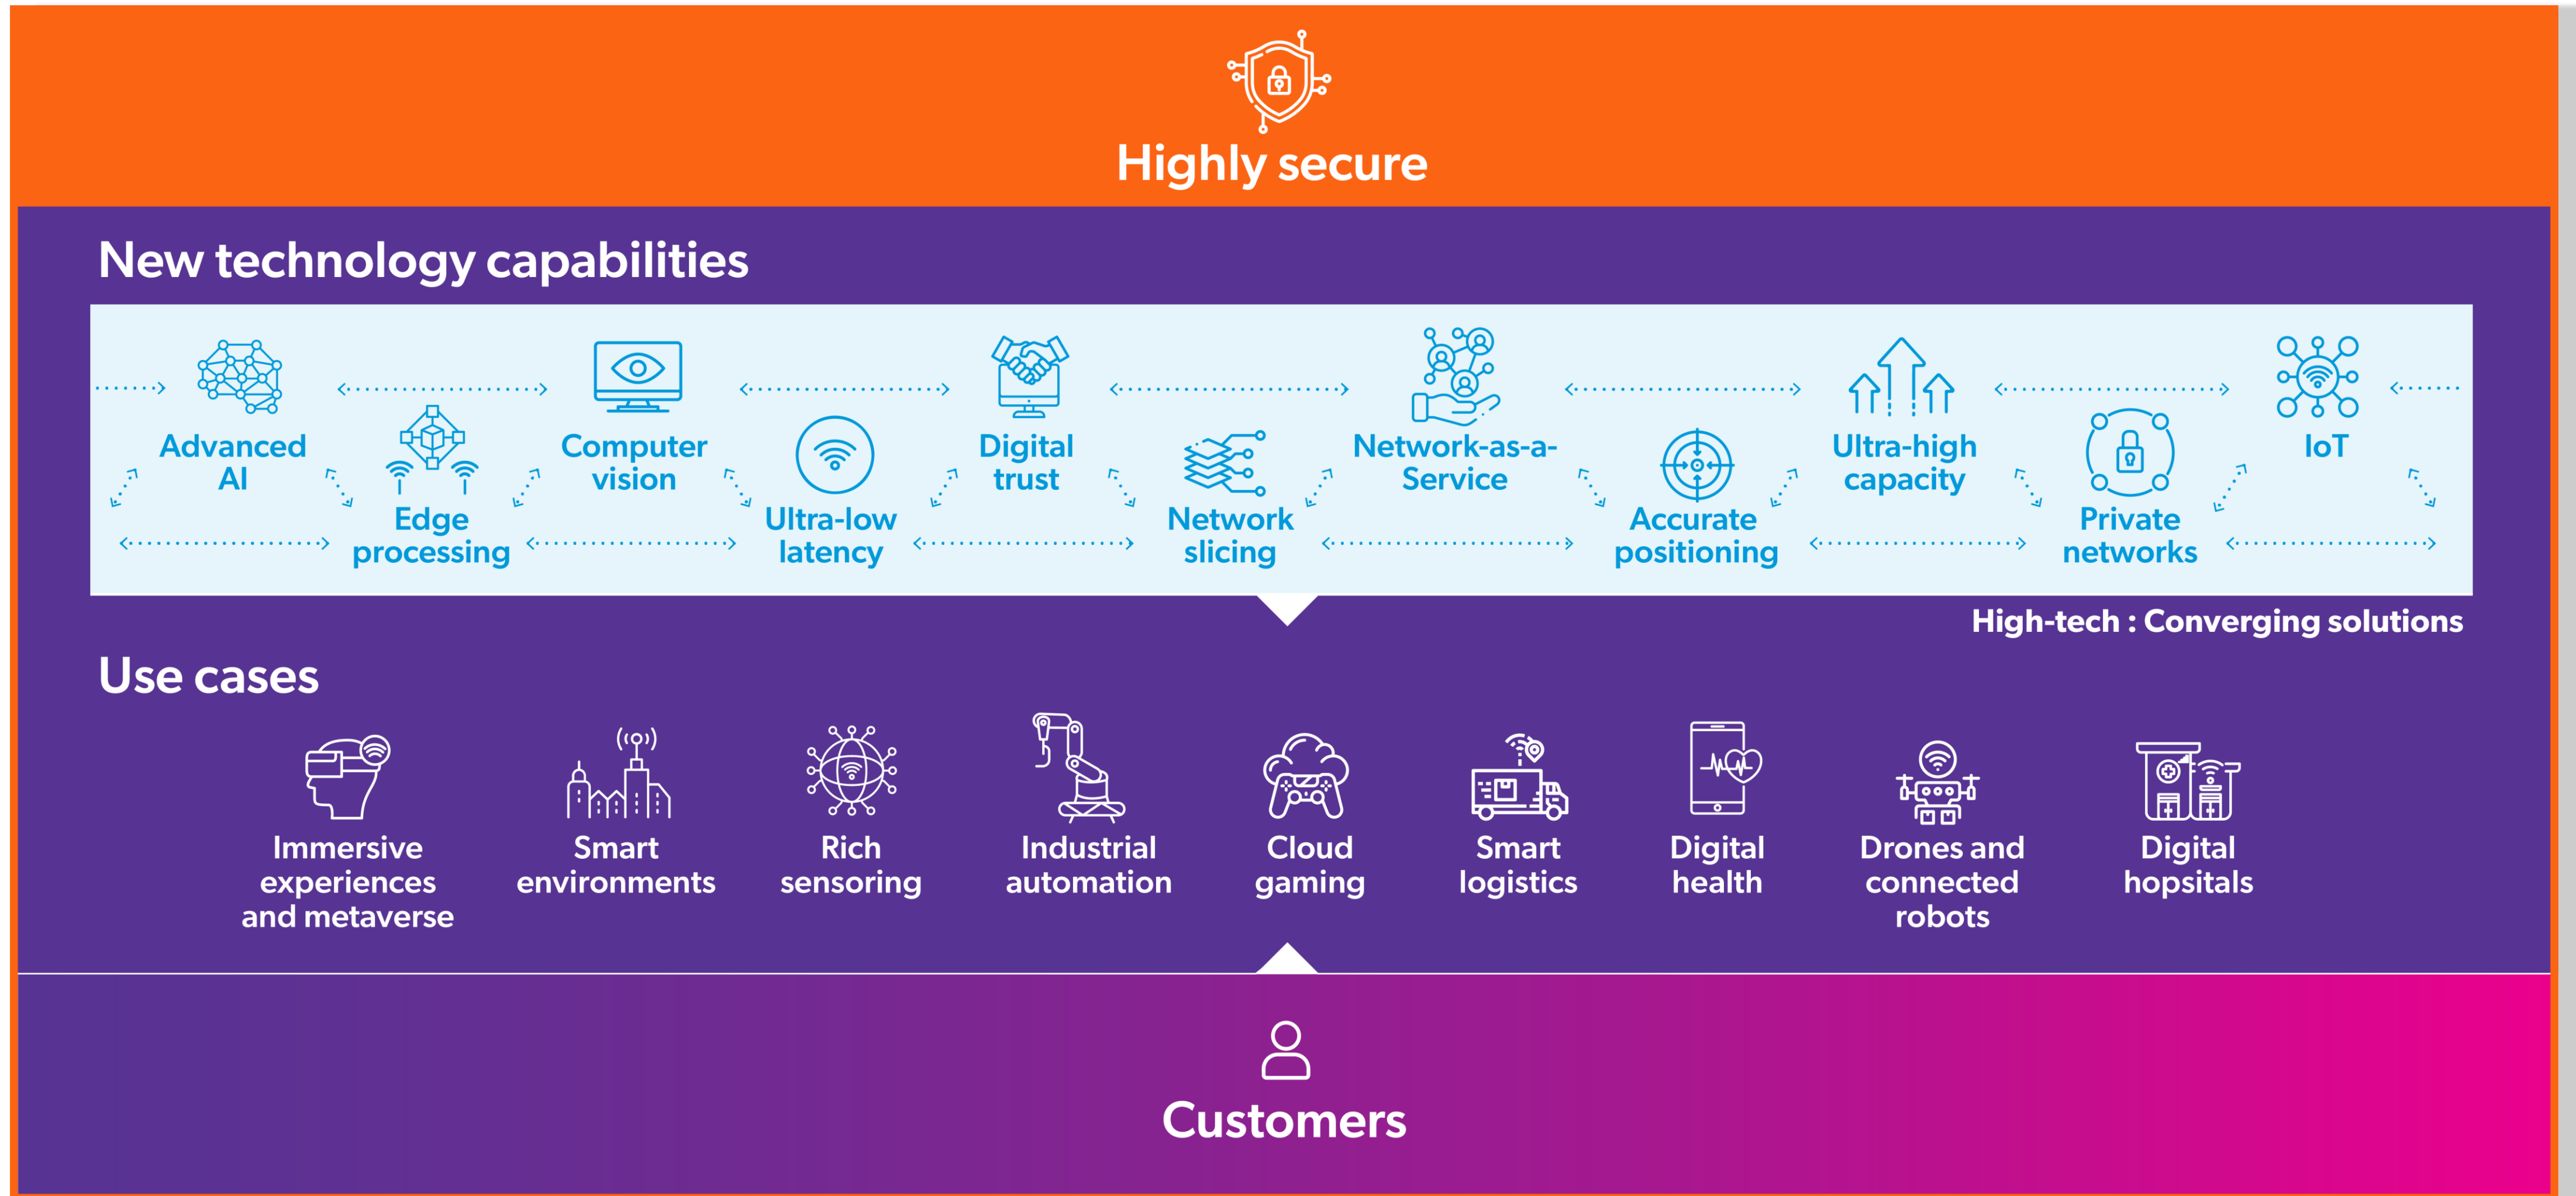 Highly secure
New technology capabilities
Advanced
AI
Edge
processing
Computer
vision
Ultra-low
latency
Digital
trust
Network
slicing
Network-as-a-
Service
Accurate
positioning
Ultra-high
capacity
Private
networks
IoT
High-tech : Converging solutions
Use cases
Immersive
experiences
and metaverse
Smart
environments
Rich
sensoring
Industrial
automation
Cloud
gaming
Smart
logistics
Digital
health
Drones and
connected
robots
Digital
hopsitals
Customers